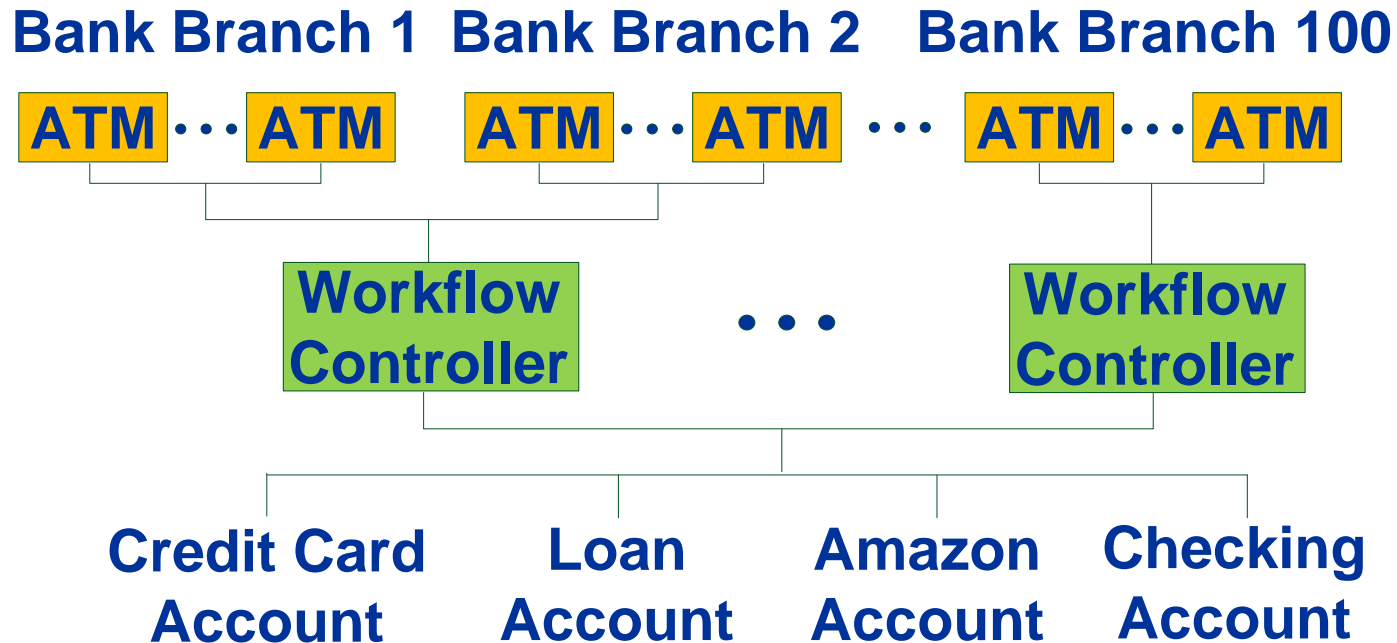 Bank Branch 1 Bank Branch 2 Bank Branch 100
ATM ••• ATM ATM ••• ATM ••• ATM ••• ATM
Workflow
Controller
•••
Workflow
Controller
Credit Card
Account
Loan
Account
Amazon
Account
Checking
Account